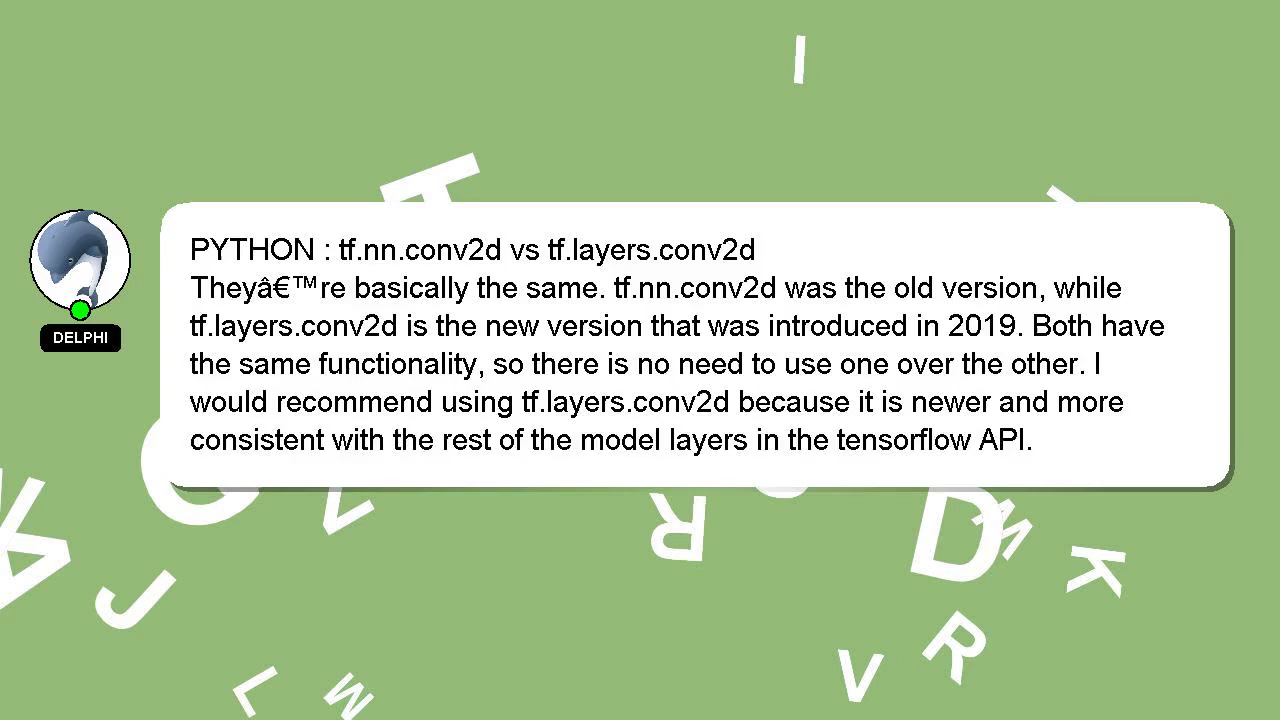 PYTHON : tf.nn.conv2d vs tf.layers.conv2d
Theyâ€™re basically the same. tf.nn.conv2d was the old version, while
tf.layers.conv2d is the new version that was introduced in 2019. Both have
the same functionality, so there is no need to use one over the other. I
would recommend using tf.layers.conv2d because it is newer and more
consistent with the rest of the model layers in the tensorflow API.
DELPHI